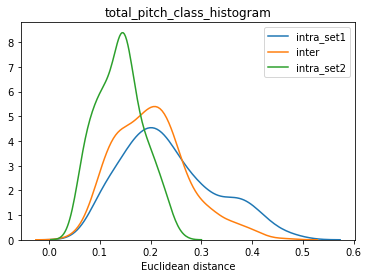 total_pitch_class_histogram
intra_set1
inter
intra_set2
8
7
6
5
4
3
2
1
0
0.0 0.1 0.2 0.3 0.4 0.5 0.6
Euclidean distance